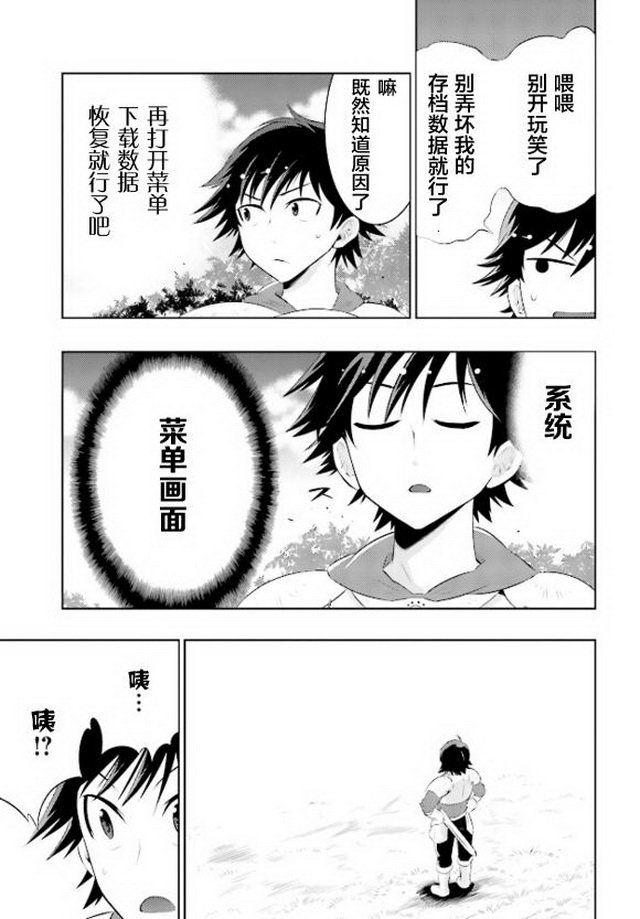 喂喂
别开玩笑了
别弄坏我的
存档数据就行了
嘛
既然知道原因了
再打开菜单
下载数据
恢复就行了吧
系统
菜单画面
ス
咦…
咦!?